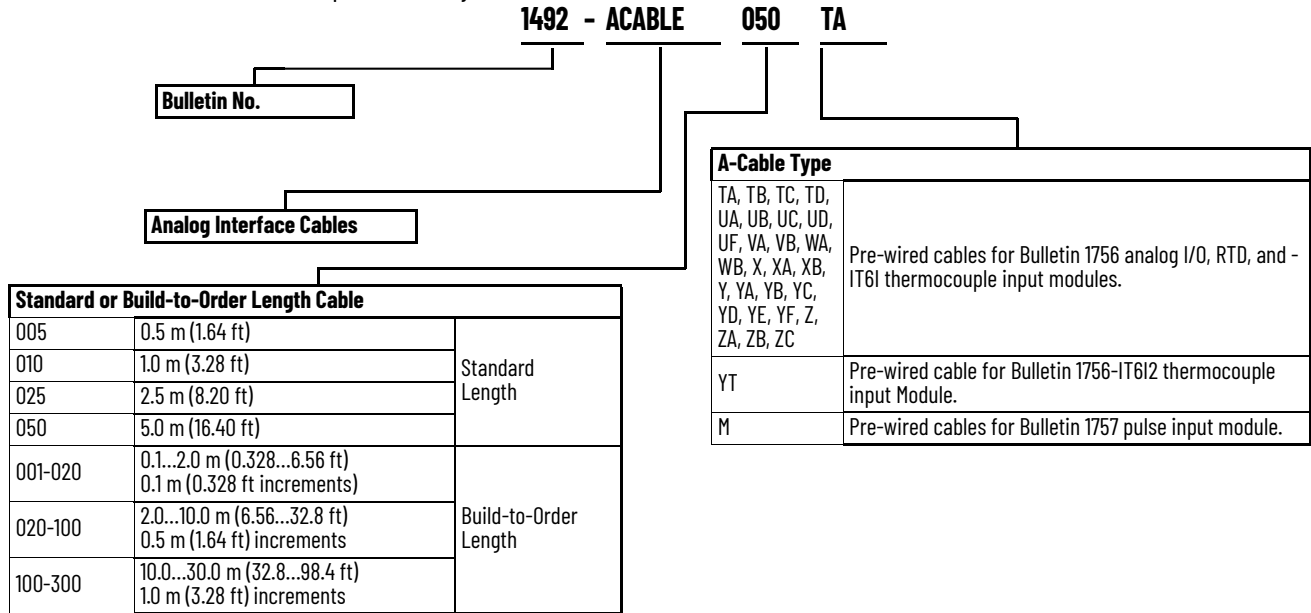 1492 - ACABLE 050 TA
Bulletin No.
Analog Interface Cables
Standard or Build-to-Order Length Cable
005 0.5 m (1.64 ft)
010 1.0 m (3.28 ft)
025 2.5 m (8.20 ft)
050 5.0 m (16.40 ft)
Standard
Length
001-020 0.1...2.0 m (0.328...6.56 ft)
0.1 m (0.328 ft increments)
020-100 2.0...10.0 m (6.56...32.8 ft)
0.5 m (1.64 ft) increments
100-300 10.0...30.0 m (32.8...98.4 ft)
1.0 m (3.28 ft) increments
Build-to-Order
Length
A-Cable Type
TA, TB, TC, TD,
UA, UB, UC, UD,
UF, VA, VB, WA,
WB, X, XA, XB,
Y, YA, YB, YC,
YD, YE, YF, Z,
ZA, ZB, ZC
Pre-wired cables for Bulletin 1756 analog I/O, RTD, and -
IT6I thermocouple input modules.
YT
Pre-wired cable for Bulletin 1756-IT6I2 thermocouple
input Module.
M Pre-wired cables for Bulletin 1757 pulse input module.